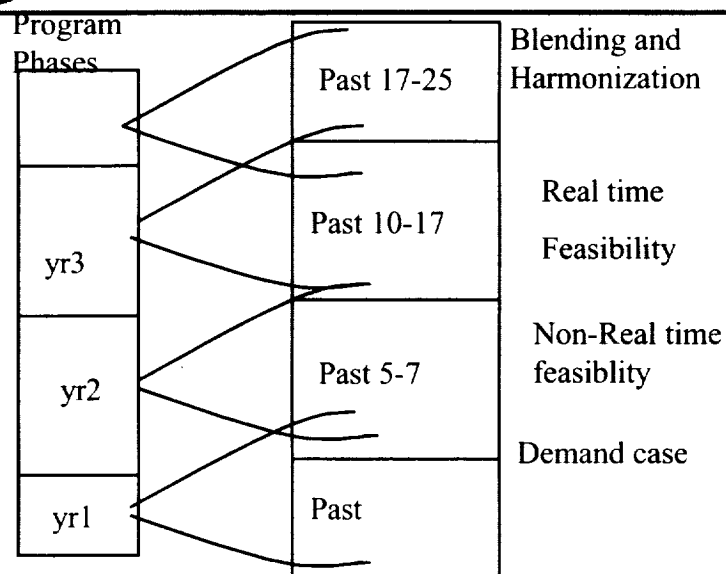 Program
Phases
yr3
yr2
yr1
Past 17-25
Past 10-17
Past 5-7
Past
Blending and
Harmonization
Real time
Feasibility
Non-Real time
feasiblity
Demand case